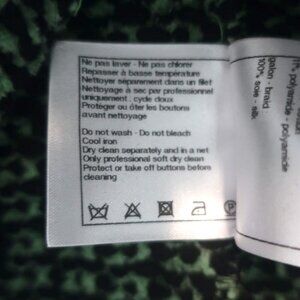 Ne pas laver - Ne pas chlorer
Repasser à basse température
Nettoyer séparement dans un filet
Nettoyage à sec par professionnel
uniquement : cycle doux
Protéger ou ôter les boutons
avant nettoyage
Do not wash - Do not bleach
Cool iron
Dry clean separately and in a net
Only professional soft dry clean
Protect or take off buttons before
cleaning
P
polyamide - polyamide
galon - braid
100% soie - silk